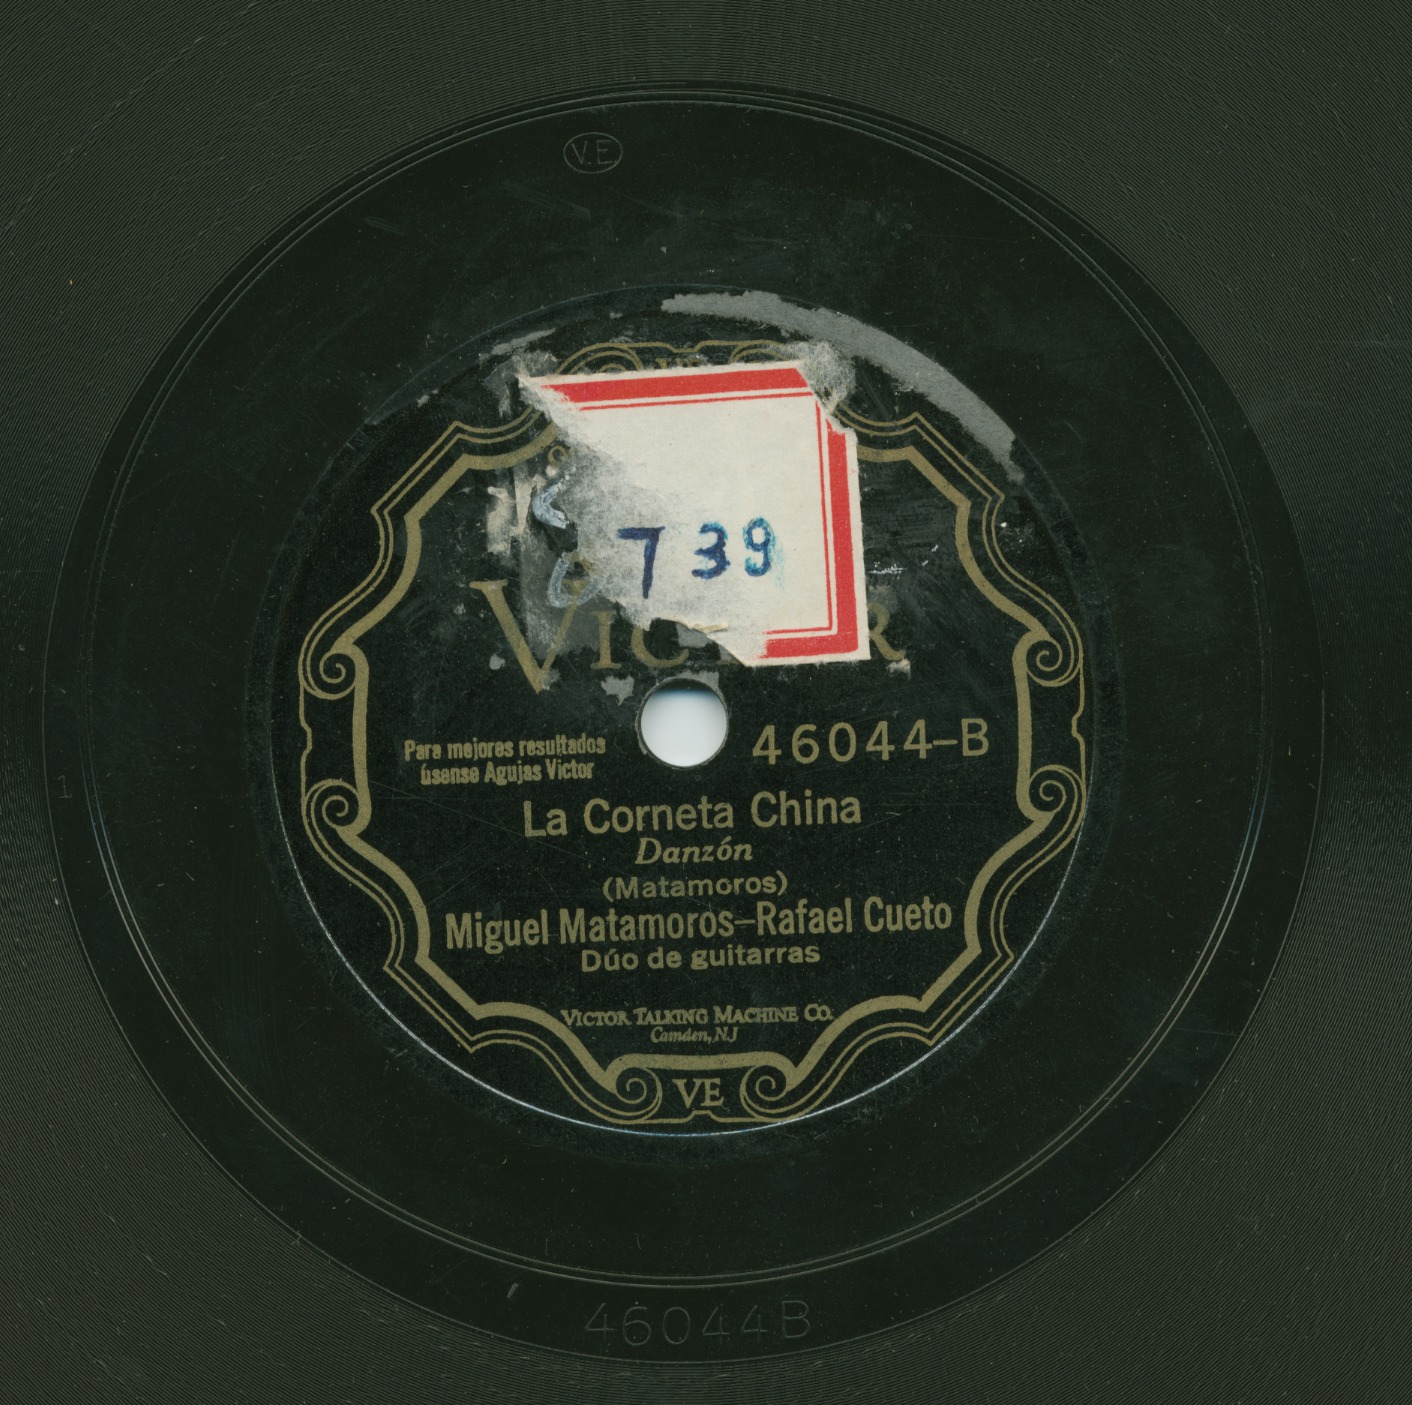 V.E.
739
VICTOR
Para mejores resultados
úsense Agujas Victor
46044-B
La Corneta China
Danzón
(Matamoros)
Miguel Matamoros-Rafael Cueto
Dúo de guitarras
VICTOR TALKING MACHINE CO.
Camden, N.J.
VE
46044B